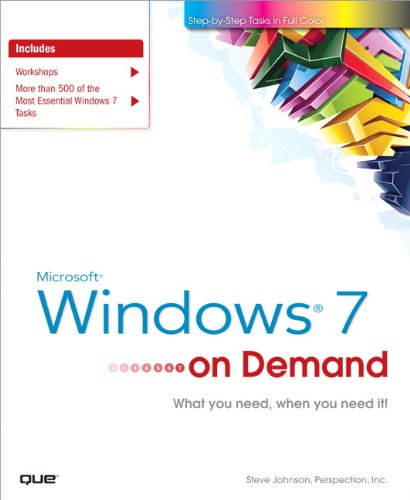 Step-by-Step Tasks in Full Color
Includes
Workshops
More than 500 of the
Most Essential Windows 7
Tasks
Microsoft®
Windows® 7
on Demand
What you need, when you need it!
que®
Steve Johnson, Perspection, Inc.